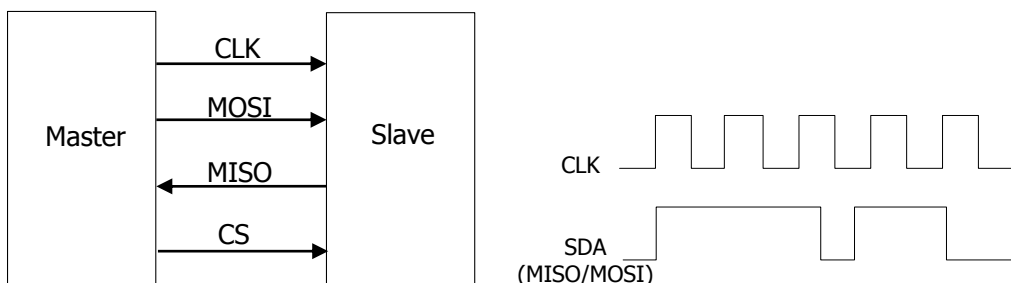 CLK
MOSI
Master
Slave
MISO
CS
CLK
SDA
(MISO/MOSI)